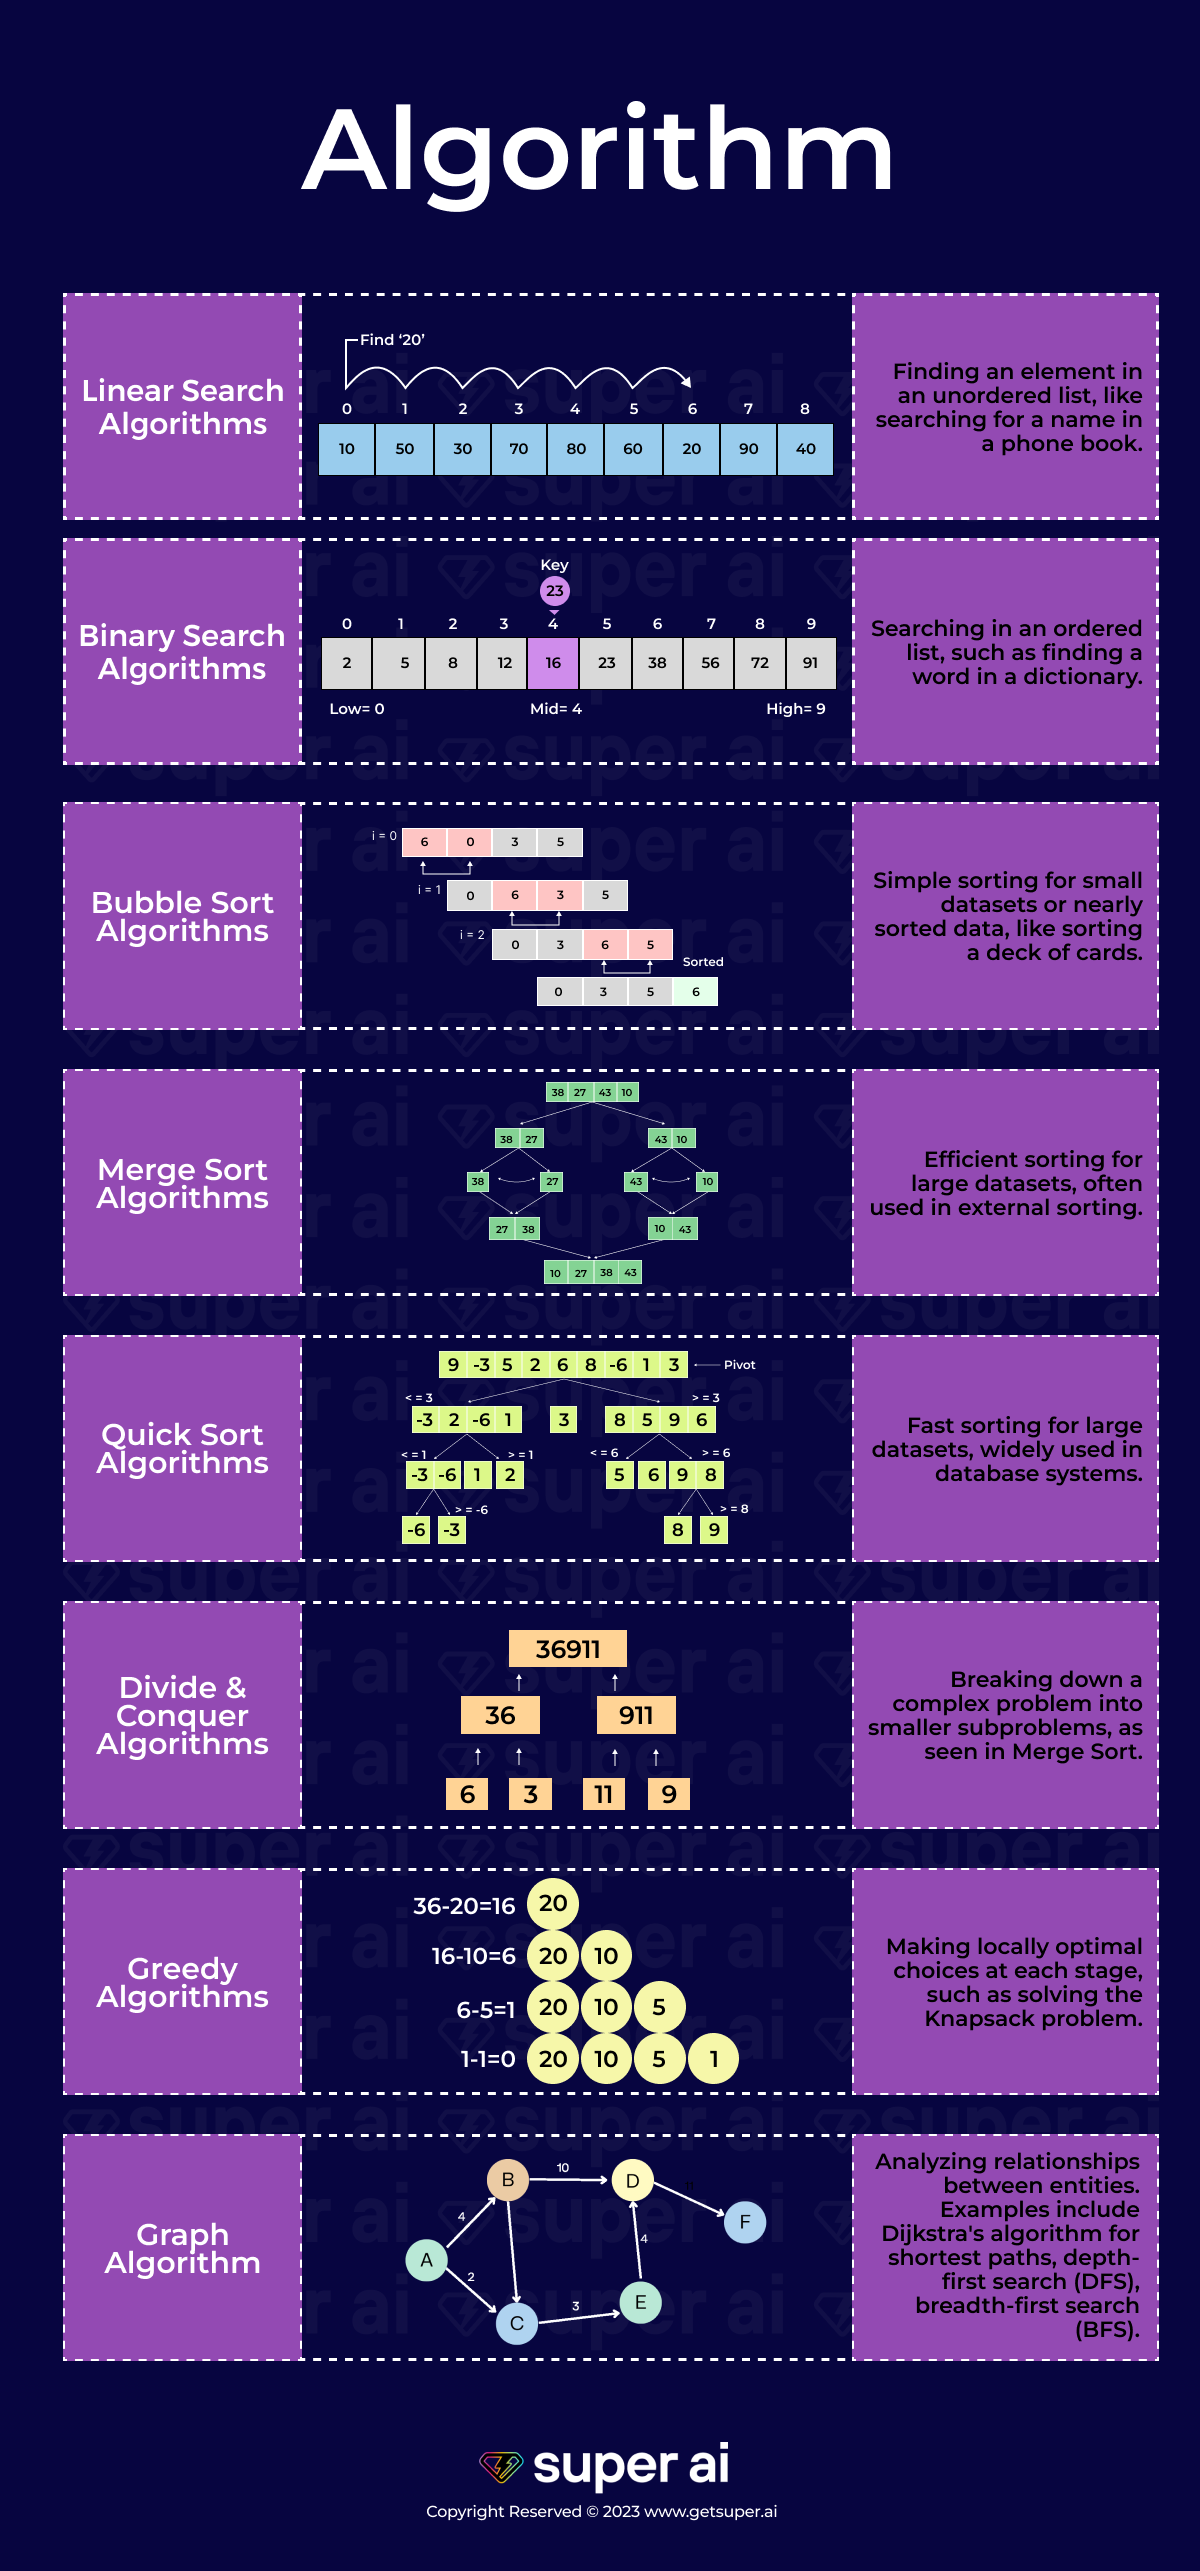 Algorithm
Linear Search
Algorithms
Find ‘20’
0 1 2 3 4 5 6 7 8
10 50 30 70 80 60 20 90 40
Finding an element in
an unordered list, like
searching for a name in
a phone book.
Binary Search
Algorithms
Key
23
0 1 2 3 4 5 6 7 8 9
2 5 8 12 16 23 38 56 72 91
Low= 0 Mid= 4 High= 9
Searching in an ordered
list, such as finding a
word in a dictionary.
Bubble Sort
Algorithms
i = 0 6 0 3 5
i = 1 0 6 3 5
i = 2 0 3 6 5
Sorted
0 3 5 6
Simple sorting for small
datasets or nearly
sorted data, like sorting
a deck of cards.
Merge Sort
Algorithms
38 27 43 10
38 27 43 10
38 27 43 10
27 38 10 43
10 27 38 43
Efficient sorting for
large datasets, often
used in external sorting.
Quick Sort
Algorithms
9 -3 5 2 6 8 -6 1 3 Pivot
< = 3 > = 3
-3 2 -6 1 3 8 5 9 6
< = 1 > = 1 < = 6 > = 6
-3 -6 1 2 5 6 9 8
> = -6 > = 8
-6 -3 8 9
Fast sorting for large
datasets, widely used in
database systems.
Divide &
Conquer
Algorithms
36911
36 911
6 3 11 9
Breaking down a
complex problem into
smaller subproblems, as
seen in Merge Sort.
Greedy
Algorithms
36-20=16 20
16-10=6 20 10
6-5=1 20 10 5
1-1=0 20 10 5 1
Making locally optimal
choices at each stage,
such as solving the
Knapsack problem.
Graph
Algorithm
B 10 D
4 F
A 4
2 E
C 3
Analyzing relationships
between entities.
Examples include
Dijkstra's algorithm for
shortest paths, depth-
first search (DFS),
breadth-first search
(BFS).
super ai
Copyright Reserved © 2023 www.getsuper.ai